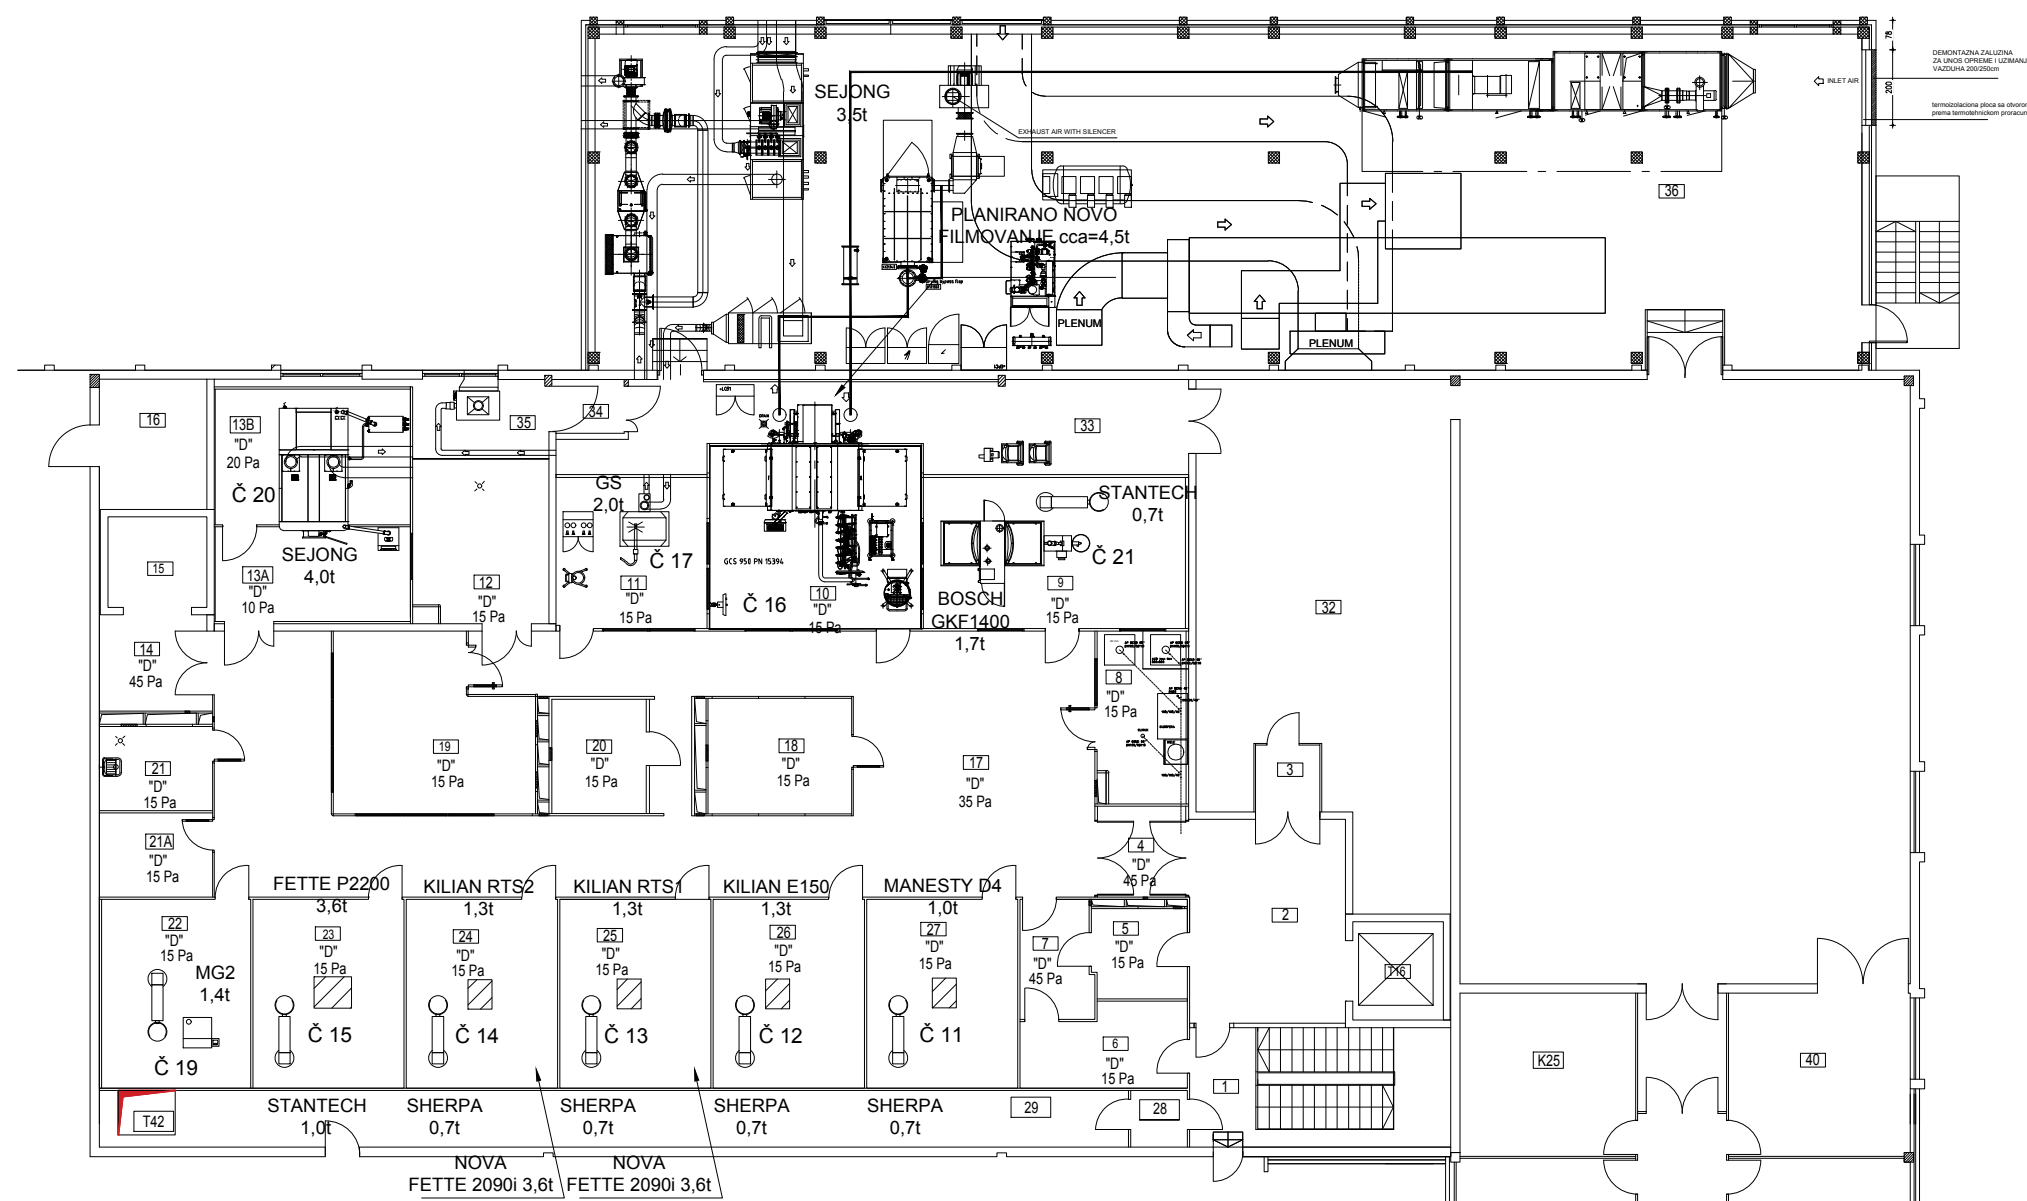 DEMONTAZNA ZALUZINA
ZA UNOS OPREME I UZIMANJ
VAZDUHA 200/250cm
termoizolaciona ploca sa otvorom
prema termotehnickom proracun
78
200
INLET AIR
SEJONG
3,5t
EXHAUST AIR WITH SILENCER
PLANIRANO NOVO
FILMOVANJE cca=4,5t
36
PLENUM
PLENUM
16
13B
"D"
20 Pa
Č 20
SEJONG
4,0t
13A
"D"
10 Pa
35
34
33
GS
2,0t
Č 17
11
"D"
15 Pa
12
"D"
15 Pa
GCS 950 PN 15394
Č 16
10
"D"
15 Pa
STANTECH
0,7t
Č 21
BOSCH
GKF1400
1,7t
9
"D"
15 Pa
15
14
"D"
45 Pa
32
8
"D"
15 Pa
19
"D"
15 Pa
20
"D"
15 Pa
18
"D"
15 Pa
17
"D"
35 Pa
3
21
"D"
15 Pa
21A
"D"
15 Pa
4
"D"
45 Pa
FETTE P2200
3,6t
KILIAN RTS2
1,3t
KILIAN RTS1
1,3t
KILIAN E150
1,3t
MANESTY D4
1,0t
22
"D"
15 Pa
MG2
1,4t
Č 19
23
"D"
15 Pa
Č 15
24
"D"
15 Pa
Č 14
25
"D"
15 Pa
Č 13
26
"D"
15 Pa
Č 12
27
"D"
15 Pa
Č 11
7
"D"
45 Pa
5
"D"
15 Pa
6
"D"
15 Pa
2
T16
1
K25
40
T42
STANTECH
1,0t
SHERPA
0,7t
SHERPA
0,7t
SHERPA
0,7t
SHERPA
0,7t
29
28
NOVA
FETTE 2090i 3,6t
NOVA
FETTE 2090i 3,6t